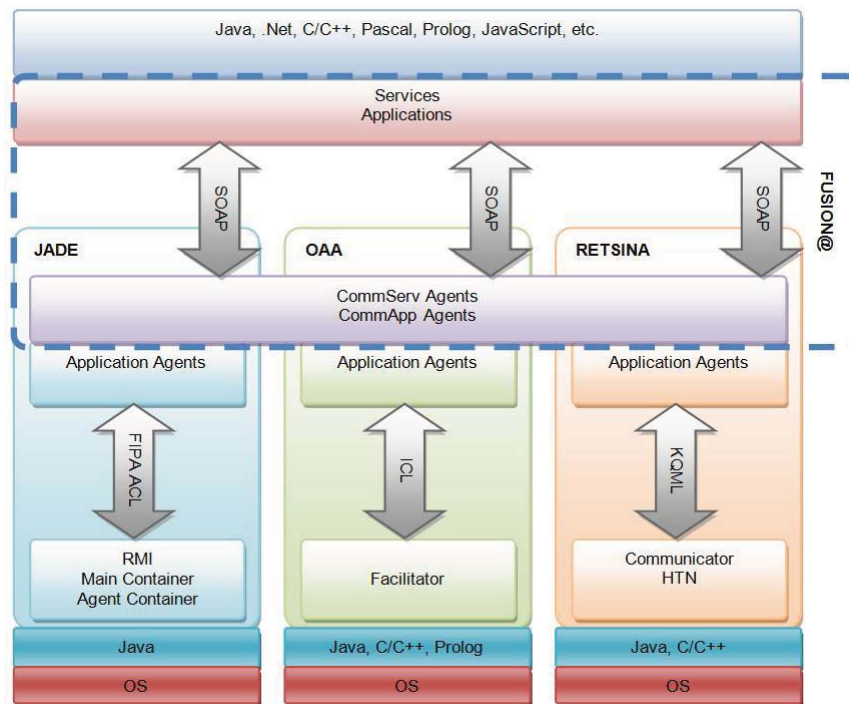 Java, .Net, C/C++, Pascal, Prolog, JavaScript, etc.
Services
Applications
SOAP
SOAP
SOAP
FUSION@
JADE
OAA
RETSINA
CommServ Agents
CommApp Agents
Application Agents
Application Agents
Application Agents
FIPA ACL
ICL
KQML
RMI
Main Container
Agent Container
Facilitator
Communicator
HTN
Java
Java, C/C++, Prolog
Java, C/C++
OS
OS
OS